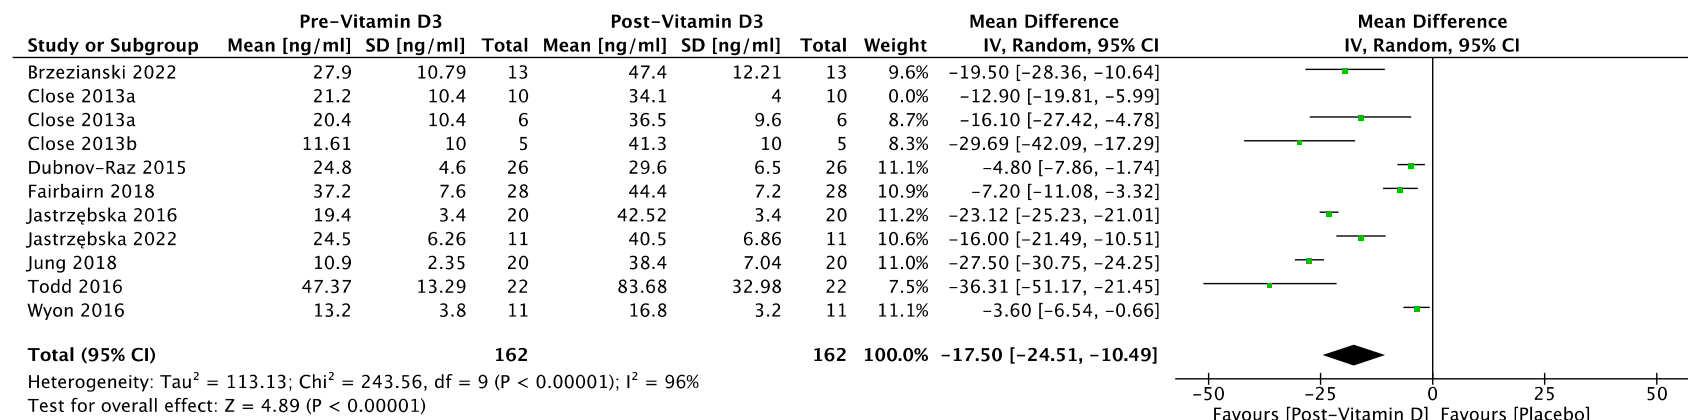 Pre-Vitamin D3 Post-Vitamin D3 Mean Difference Mean Difference
Study or Subgroup Mean [ng/ml] SD [ng/ml] Total Mean [ng/ml] SD [ng/ml] Total Weight IV, Random, 95% CI IV, Random, 95% CI
Brzezianski 2022 27.9 10.79 13 47.4 12.21 13 9.6% −19.50 [−28.36, −10.64]
Close 2013a 21.2 10.4 10 34.1 4 10 0.0% −12.90 [−19.81, −5.99]
Close 2013a 20.4 10.4 6 36.5 9.6 6 8.7% −16.10 [−27.42, −4.78]
Close 2013b 11.61 10 5 41.3 10 5 8.3% −29.69 [−42.09, −17.29]
Dubnov-Raz 2015 24.8 4.6 26 29.6 6.5 26 11.1% −4.80 [−7.86, −1.74]
Fairbairn 2018 37.2 7.6 28 44.4 7.2 28 10.9% −7.20 [−11.08, −3.32]
Jastrzębska 2016 19.4 3.4 20 42.52 3.4 20 11.2% −23.12 [−25.23, −21.01]
Jastrzębska 2022 24.5 6.26 11 40.5 6.86 11 10.6% −16.00 [−21.49, −10.51]
Jung 2018 10.9 2.35 20 38.4 7.04 20 11.0% −27.50 [−30.75, −24.25]
Todd 2016 47.37 13.29 22 83.68 32.98 22 7.5% −36.31 [−51.17, −21.45]
Wyon 2016 13.2 3.8 11 16.8 3.2 11 11.1% −3.60 [−6.54, −0.66]
Total (95% CI) 162 162 100.0% −17.50 [−24.51, −10.49]
Heterogeneity: Tau² = 113.13; Chi² = 243.56, df = 9 (P < 0.00001); I² = 96%
Test for overall effect: Z = 4.89 (P < 0.00001)
−50 −25 0 25 50
Favours [Post-Vitamin D] Favours [Placebo]